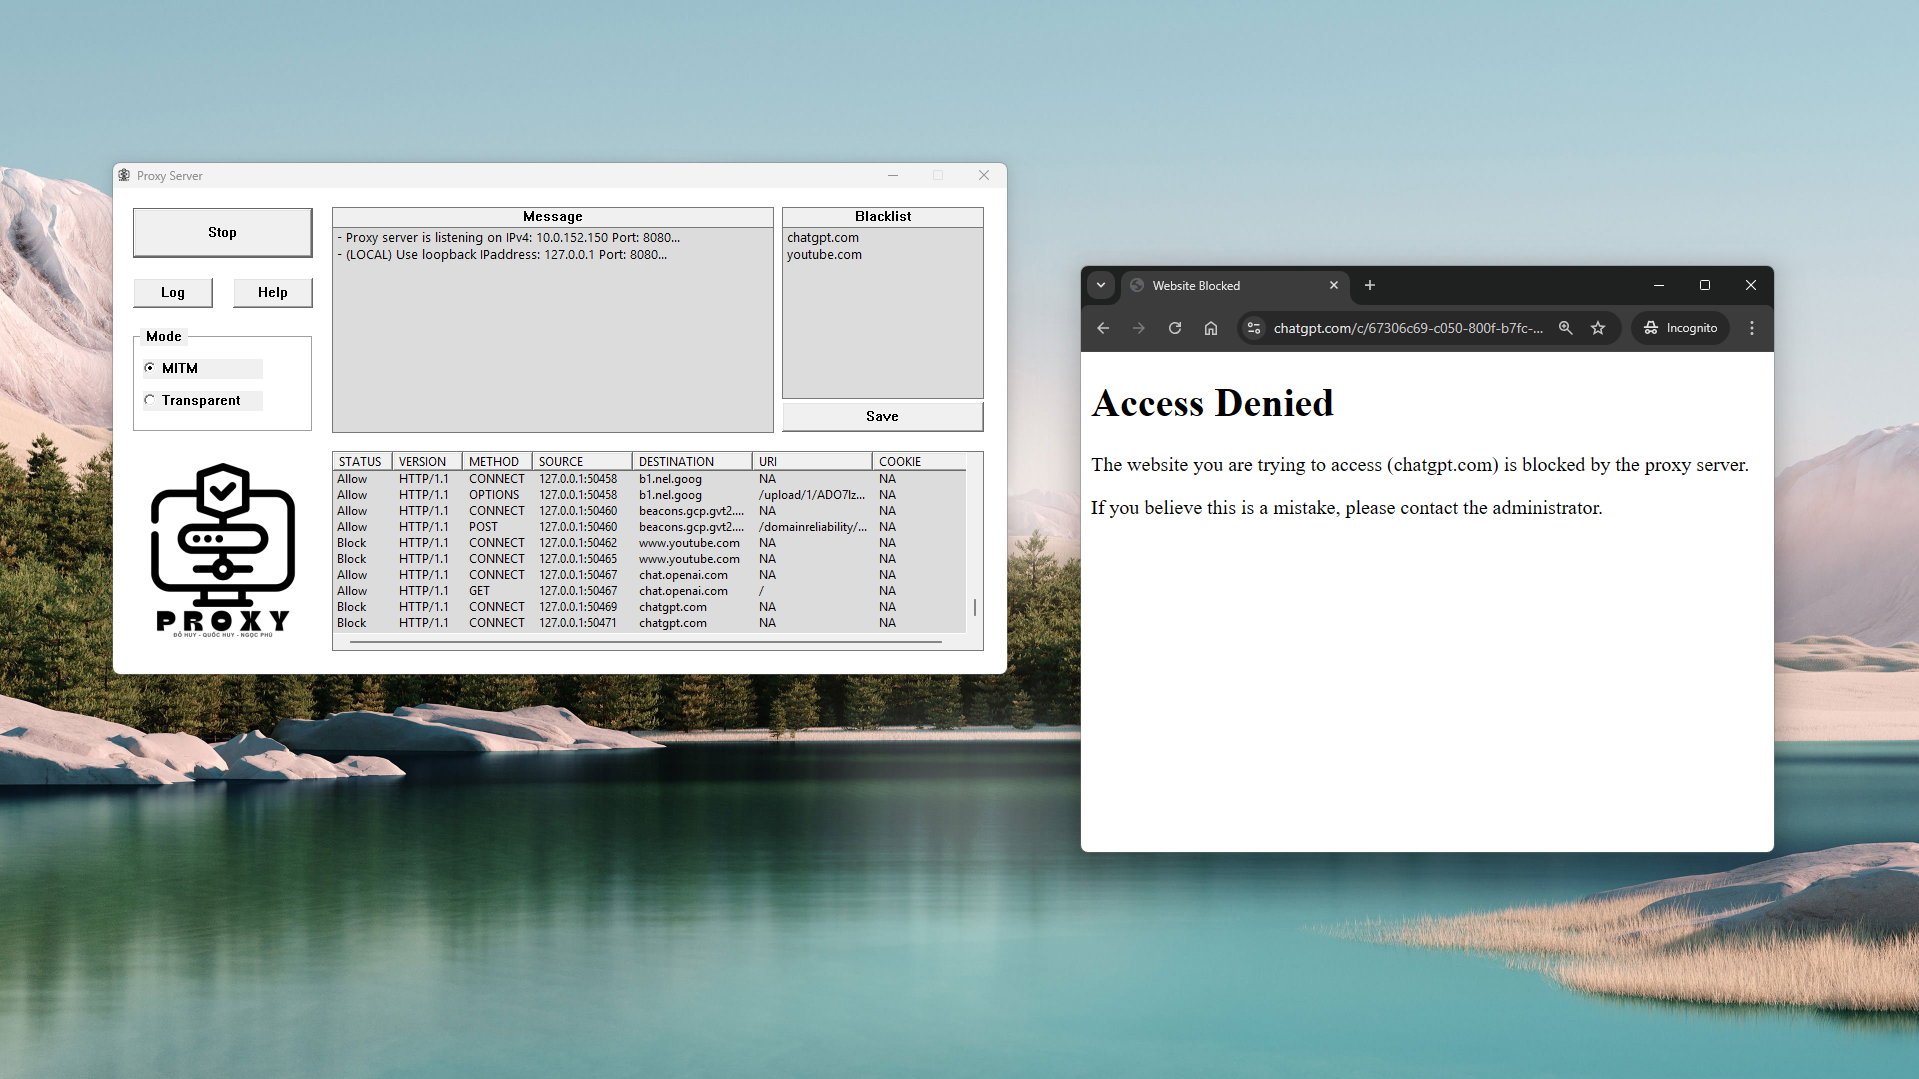 Proxy Server
Stop
Log
Help
Mode
MITM
Transparent
PROXY
ĐỖ HUY - QUỐC HUY - NGỌC PHÚ
Message
- Proxy server is listening on IPv4: 10.0.152.150 Port: 8080...
- (LOCAL) Use loopback IPaddress: 127.0.0.1 Port: 8080...
Blacklist
chatgpt.com
youtube.com
Save
STATUS VERSION METHOD SOURCE DESTINATION URI COOKIE
Allow HTTP/1.1 CONNECT 127.0.0.1:50458 b1.nel.goog NA NA
Allow HTTP/1.1 OPTIONS 127.0.0.1:50458 b1.nel.goog /upload/1/ADO7Iz... NA
Allow HTTP/1.1 CONNECT 127.0.0.1:50460 beacons.gcp.gvt2.... NA NA
Allow HTTP/1.1 POST 127.0.0.1:50460 beacons.gcp.gvt2.... /domainreliability/... NA
Block HTTP/1.1 CONNECT 127.0.0.1:50462 www.youtube.com NA NA
Block HTTP/1.1 CONNECT 127.0.0.1:50465 www.youtube.com NA NA
Allow HTTP/1.1 CONNECT 127.0.0.1:50467 chat.openai.com NA NA
Allow HTTP/1.1 GET 127.0.0.1:50467 chat.openai.com / NA
Block HTTP/1.1 CONNECT 127.0.0.1:50469 chatgpt.com NA NA
Block HTTP/1.1 CONNECT 127.0.0.1:50471 chatgpt.com NA NA
Website Blocked
chatgpt.com/c/67306c69-c050-800f-b7fc-...
Incognito
Access Denied
The website you are trying to access (chatgpt.com) is blocked by the proxy server.
If you believe this is a mistake, please contact the administrator.